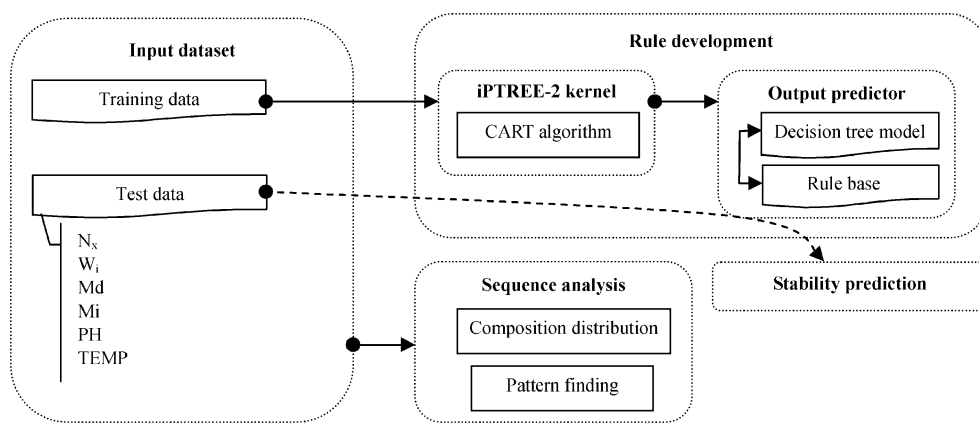 Input dataset
Training data
Test data
Nx
Wi
Md
Mi
PH
TEMP
Rule development
iPTREE-2 kernel
CART algorithm
Output predictor
Decision tree model
Rule base
Stability prediction
Sequence analysis
Composition distribution
Pattern finding